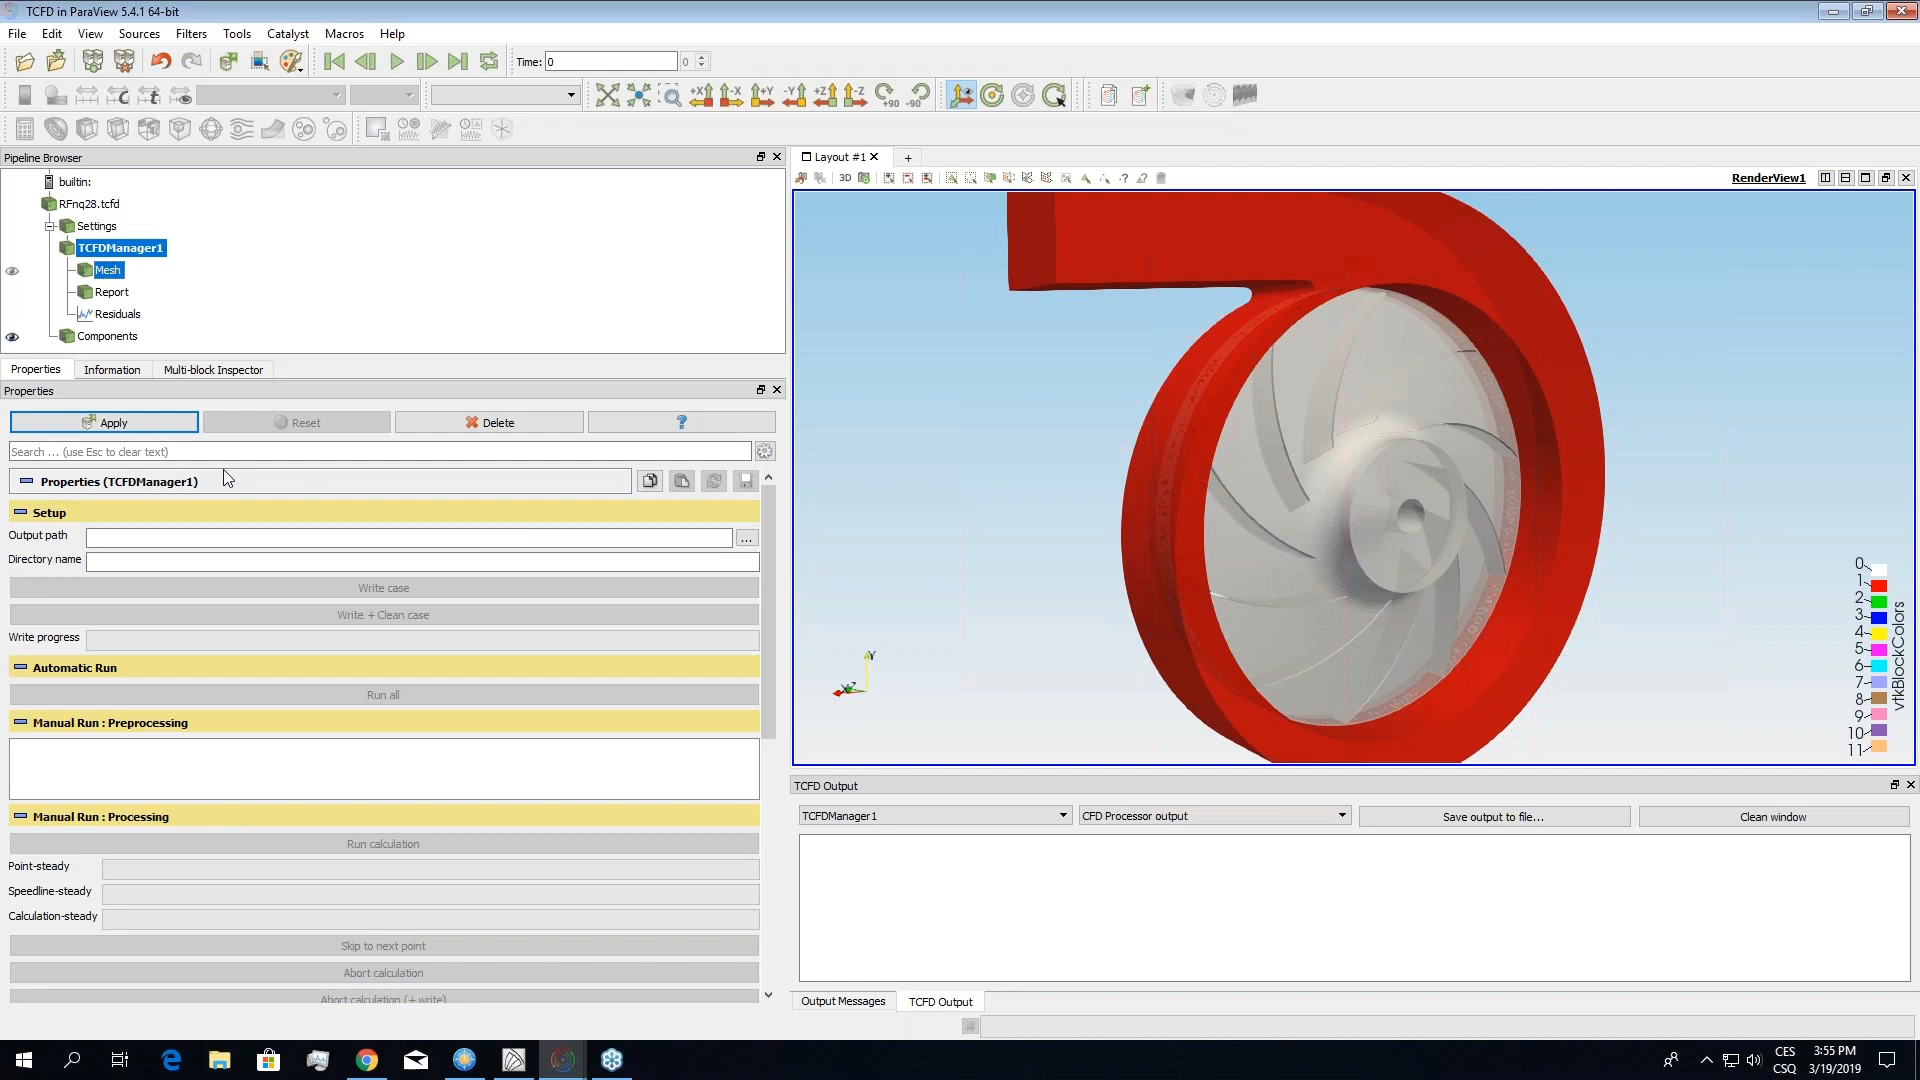 TCFD in ParaView 5.4.1 64-bit
File Edit View Sources Filters Tools Catalyst Macros Help
Time: 0 0
+X -X +Y -Y +Z -Z +90 -90
Pipeline Browser
Layout #1 +
3D RenderView1
builtin:
RFnq28.tcfd
Settings
TCFDManager1
Mesh
Report
Residuals
Components
Properties Information Multi-block Inspector
Properties
Apply Reset Delete ?
Search ... (use Esc to clear text)
Properties (TCFDManager1)
Setup
Output path ...
Directory name
Write case
Write + Clean case
Write progress
Automatic Run
Run all
Manual Run : Preprocessing
Manual Run : Processing
Run calculation
Point-steady
Speedline-steady
Calculation-steady
Skip to next point
Abort calculation
Abort calculation (+ write)
Y
X Z
0
1
2
3
4
5
6
7
8
9
10
11
vtkBlockColors
TCFD Output
TCFDManager1 CFD Processor output Save output to file... Clean window
Output Messages TCFD Output
CES
CSQ
3:55 PM
3/19/2019